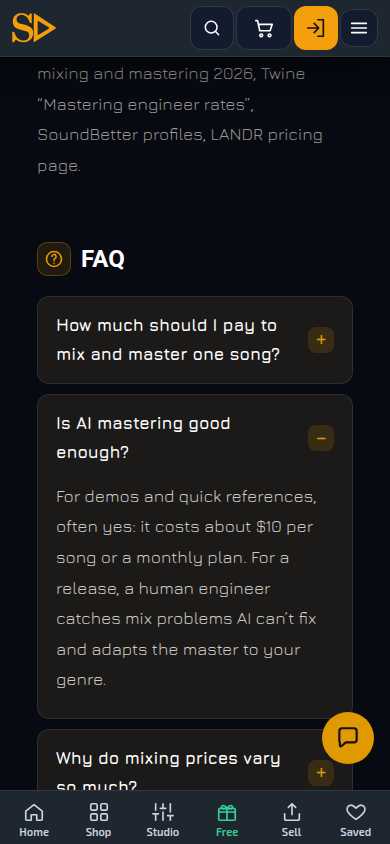 SD
mixing and mastering 2026, Twine
“Mastering engineer rates”,
SoundBetter profiles, LANDR pricing
page.
FAQ
How much should I pay to
mix and master one song?
Is AI mastering good
enough?
For demos and quick references,
often yes: it costs about $10 per
song or a monthly plan. For a
release, a human engineer
catches mix problems AI can’t fix
and adapts the master to your
genre.
Why do mixing prices vary
so much?
Home Shop Studio Free Sell Saved